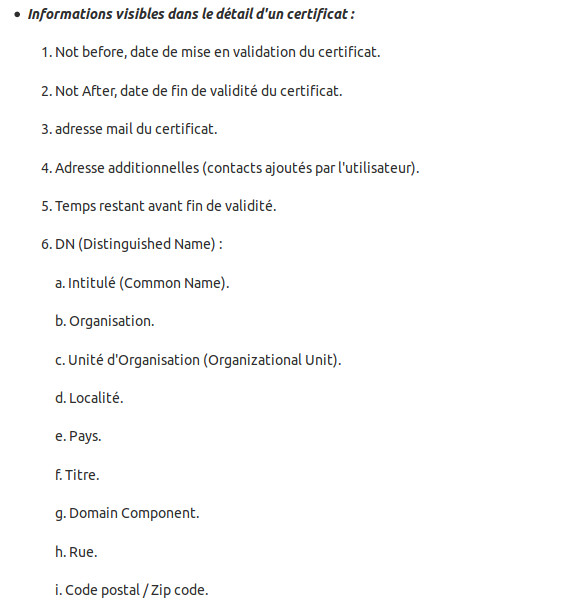 • Informations visibles dans le détail d'un certificat :
1. Not before, date de mise en validation du certificat.
2. Not After, date de fin de validité du certificat.
3. adresse mail du certificat.
4. Adresse additionnelles (contacts ajoutés par l'utilisateur).
5. Temps restant avant fin de validité.
6. DN (Distinguished Name) :
a. Intitulé (Common Name).
b. Organisation.
c. Unité d'Organisation (Organizational Unit).
d. Localité.
e. Pays.
f. Titre.
g. Domain Component.
h. Rue.
i. Code postal / Zip code.